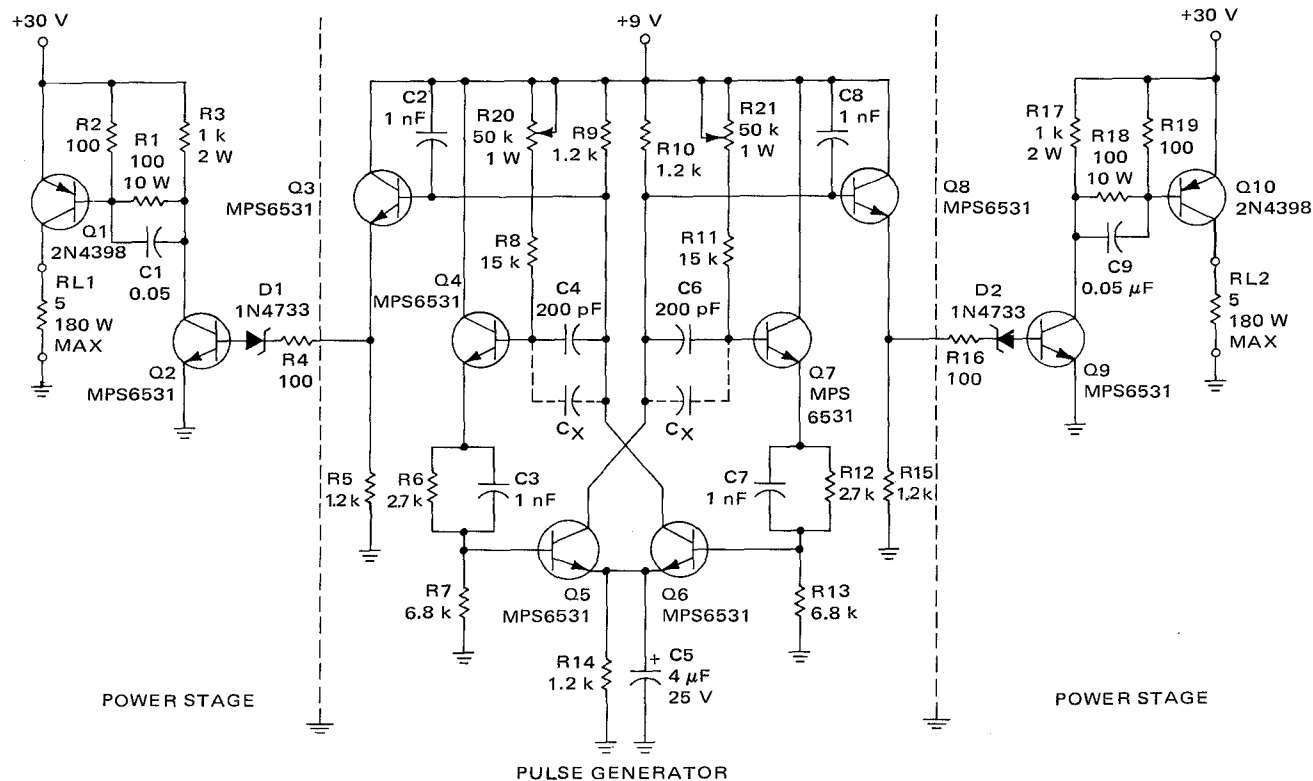 +30 V
+9 V
+30 V
R2
100
R1
100
10 W
R3
1 k
2 W
Q1
2N4398
C1
0.05
RL1
5
180 W
MAX
Q2
MPS6531
D1
1N4733
R4
100
Q3
MPS6531
C2
1 nF
R20
50 k
1 W
R9
1.2 k
R10
1.2 k
R21
50 k
1 W
C8
1 nF
Q8
MPS6531
R17
1 k
2 W
R18
100
10 W
R19
100
Q10
2N4398
C9
0.05 μF
RL2
5
180 W
MAX
D2
1N4733
R16
100
Q9
MPS6531
R8
15 k
R11
15 k
Q4
MPS6531
C4
200 pF
C6
200 pF
CX
CX
Q7
MPS
6531
R5
1.2 k
R6
2.7 k
C3
1 nF
C7
1 nF
R12
2.7 k
R15
1.2 k
R7
6.8 k
Q5
MPS6531
Q6
MPS6531
R13
6.8 k
R14
1.2 k
+
C5
4 μF
25 V
POWER STAGE
POWER STAGE
PULSE GENERATOR